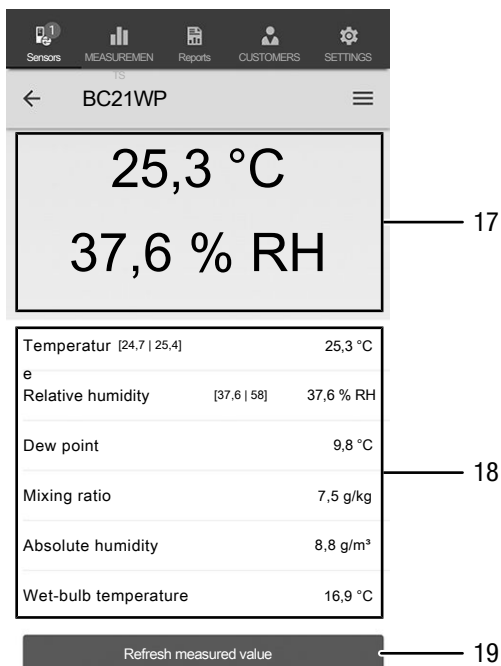 1
Sensors MEASUREMEN Reports CUSTOMERS SETTINGS
TS
BC21WP
25,3 °C
17
37,6 % RH
Temperatur [24,7 | 25,4] 25,3 °C
e
Relative humidity [37,6 | 58] 37,6 % RH
Dew point 9,8 °C
18
Mixing ratio 7,5 g/kg
Absolute humidity 8,8 g/m³
Wet-bulb temperature 16,9 °C
Refresh measured value 19